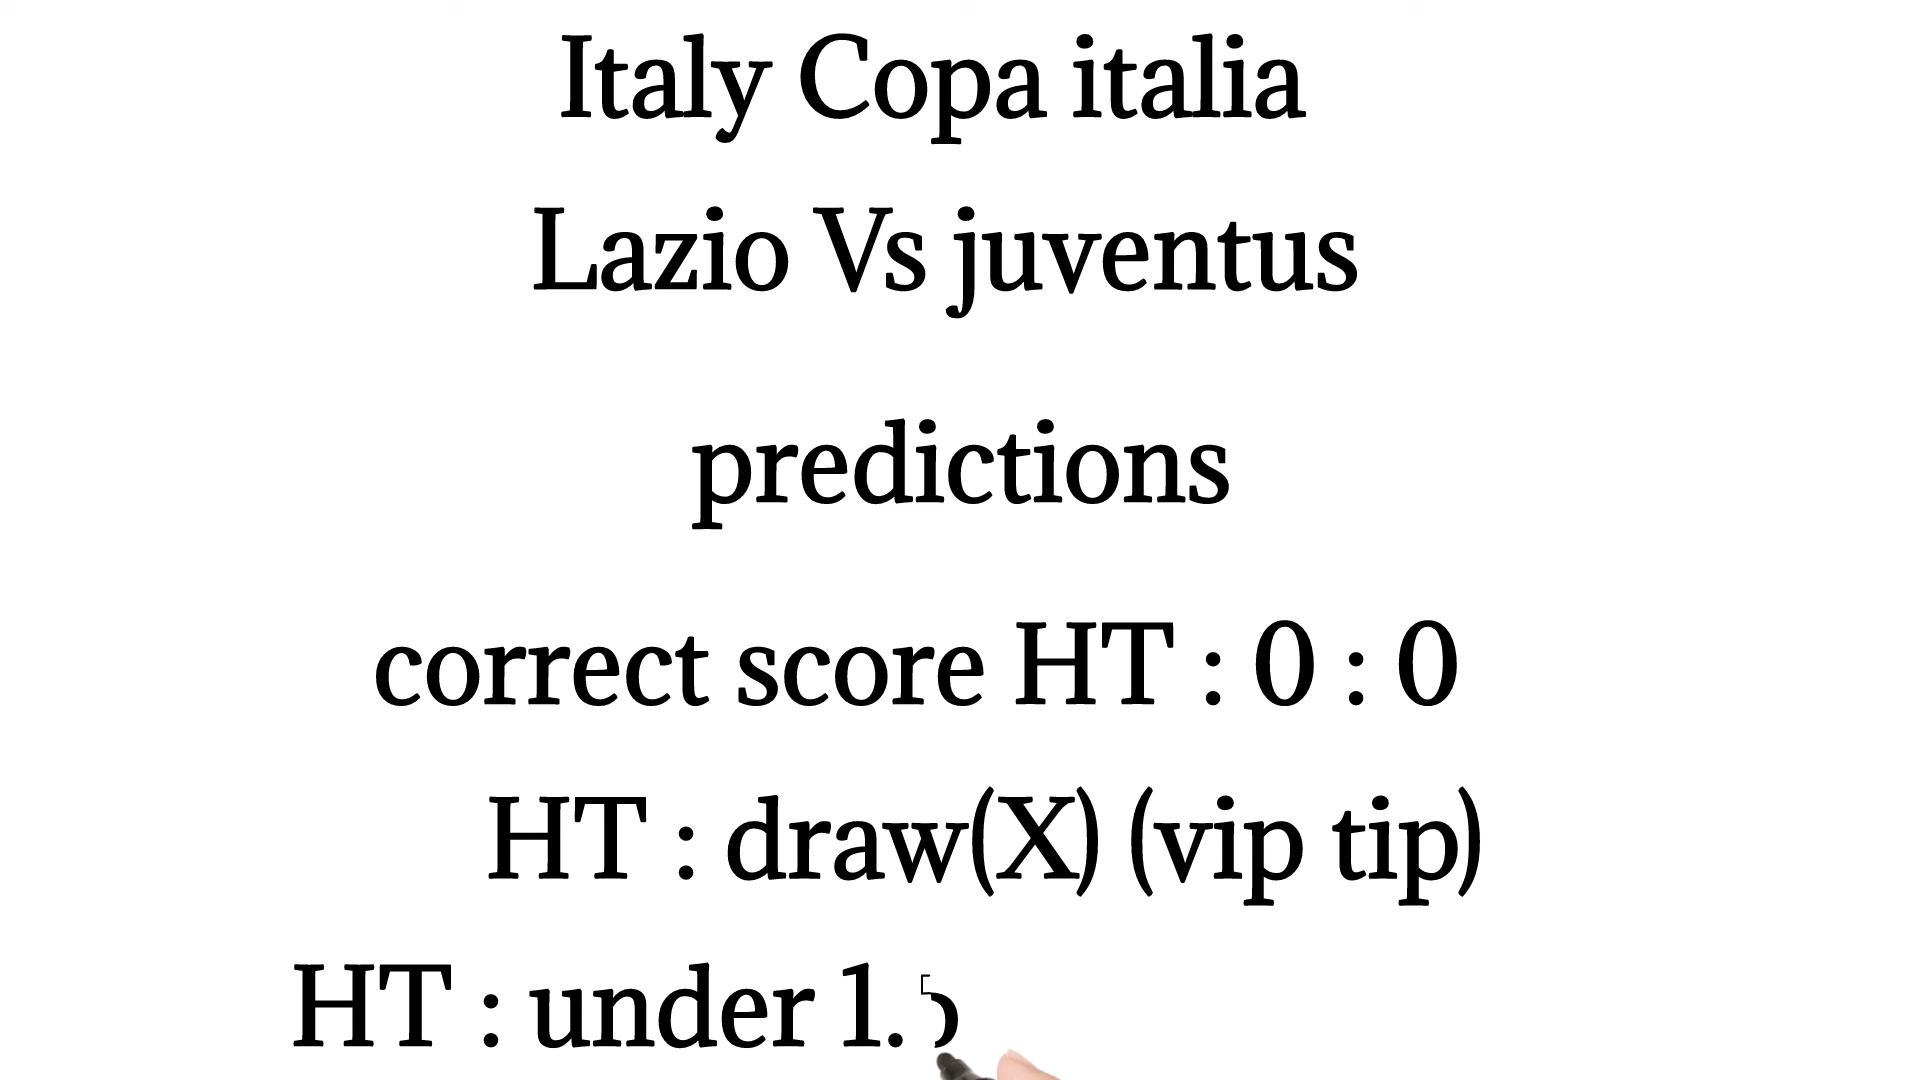 Italy Copa italia
Lazio Vs juventus
predictions
correct score HT : 0 : 0
HT : draw(X) (vip tip)
HT : under 1.5